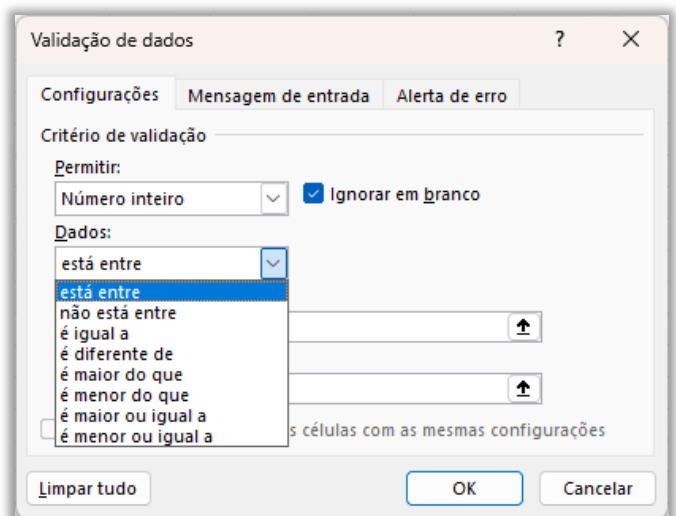 Validação de dados ? X
Configurações Mensagem de entrada Alerta de erro
Critério de validação
Permitir:
Número inteiro Ignorar em branco
Dados:
está entre
está entre
não está entre
é igual a
é diferente de
é maior do que
é menor do que
é maior ou igual a
é menor ou igual a
células com as mesmas configurações
Limpar tudo OK Cancelar